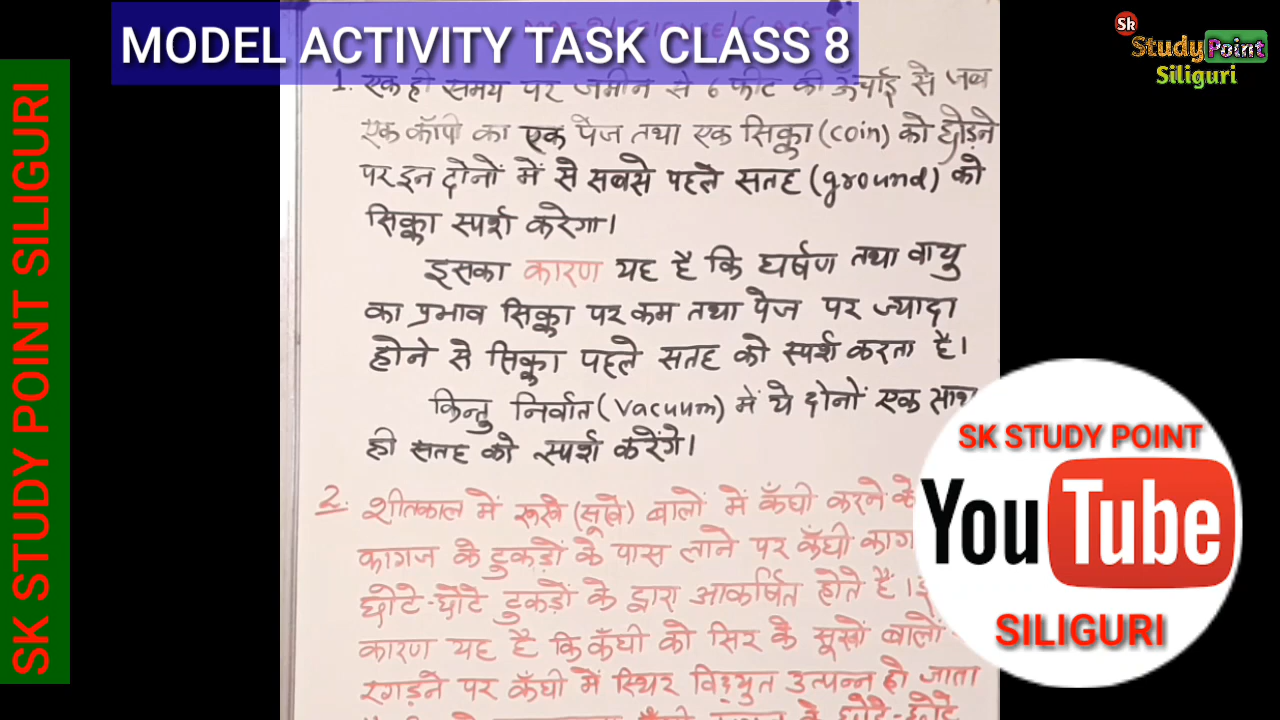 MODEL ACTIVITY TASK CLASS 8
Sk
Study Point
Siliguri
SK STUDY POINT SILIGURI
1. एक ही समय पर जमीन से 6 फीट की ऊँचाई से जब
एक कॉपी का एक पेज तथा एक सिक्का (coin) को छोड़ने
पर इन दोनों में से सबसे पहले सतह (ground) को
सिक्का स्पर्श करेगा।
इसका कारण यह है कि घर्षण तथा वायु
का प्रभाव सिक्का पर कम तथा पेज पर ज्यादा
होने से सिक्का पहले सतह को स्पर्श करता है।
किन्तु निर्वात (vacuum) में ये दोनों एक साथ
ही सतह को स्पर्श करेंगे।
2. शीतकाल में रूखे (सूखे) बालों में कँघी करने के
कागज के टुकड़ों के पास लाने पर कँघी
छोटे-छोटे टुकड़ों के द्वारा आकर्षित होते हैं।
कारण यह है कि कँघी को सिर के सूखों बालों
रगड़ने पर कँघी में स्थिर विद्युत उत्पन्न हो जाता
SK STUDY POINT
YouTube
SILIGURI